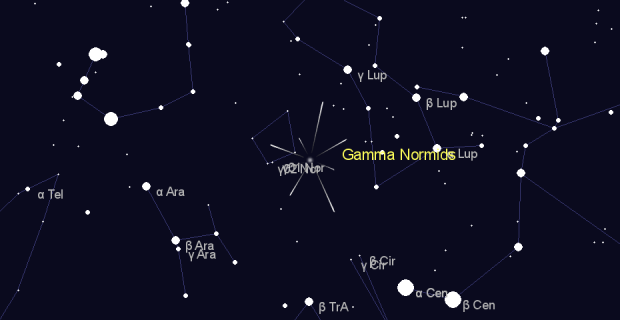 γ Lup
β Lup
Gamma Normids
Lup
α Tel
α Ara
β Ara
γ Ara
β Cir
γ Cir
α Cen
β Cen
β TrA